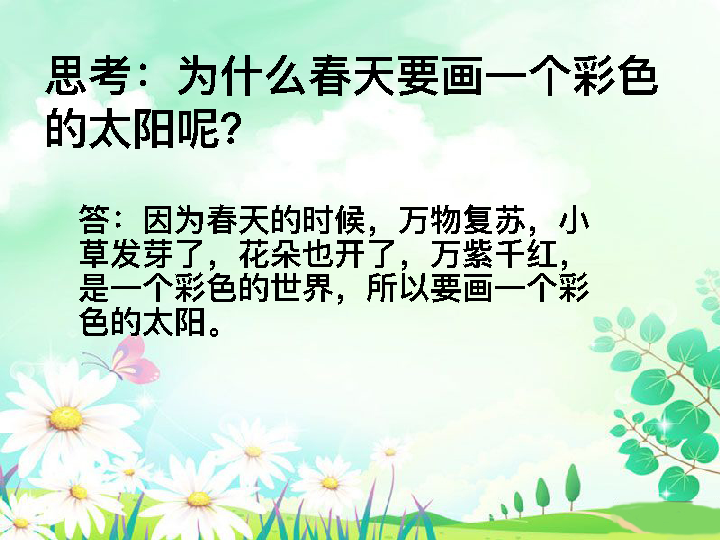 思考：为什么春天要画一个彩色
的太阳呢?
答：因为春天的时候，万物复苏，小
草发芽了，花朵也开了，万紫千红，
是一个彩色的世界，所以要画一个彩
色的太阳。